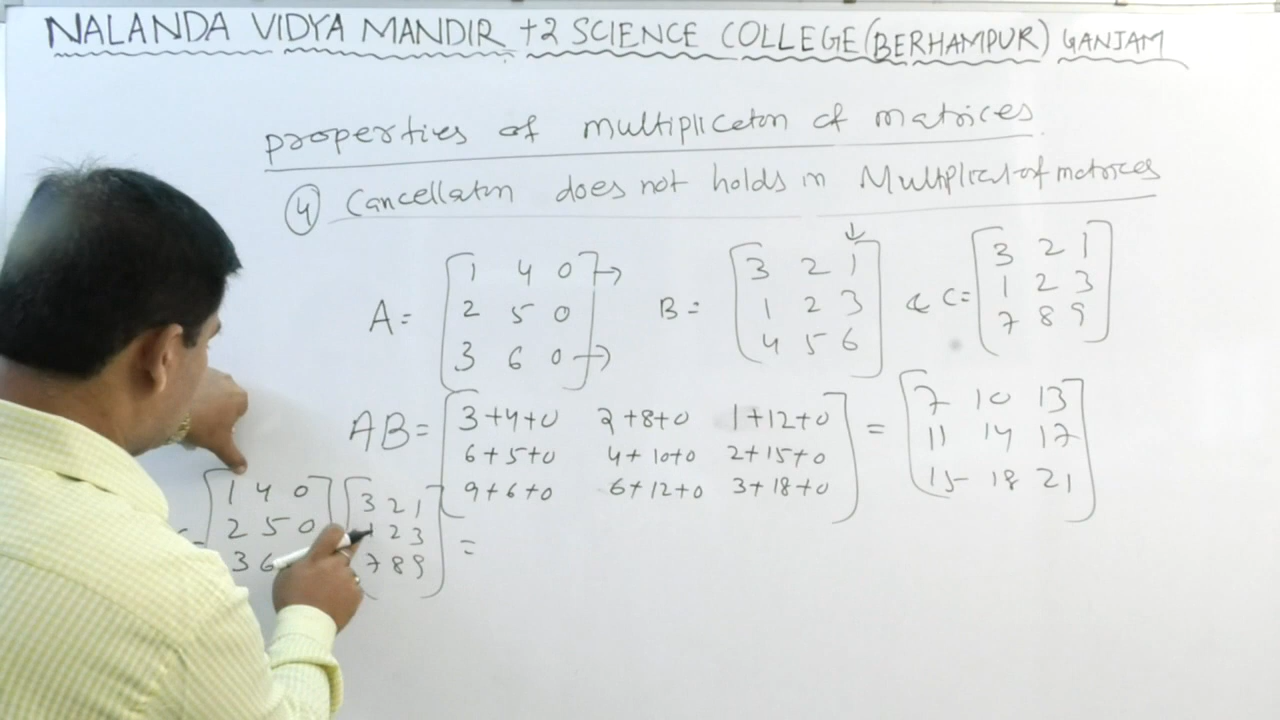 NALANDA VIDYA MANDIR +2 SCIENCE COLLEGE (BERHAMPUR) GANJAM
properties of multipliceton of matrices.
④ Cancellatn does not holds in Multiplicat of matrices
A = [1 4 0] → B = [3 2 1] & C = [3 2 1]
[2 5 0] [1 2 3] [1 2 3]
[3 6 0] → [4 5 6] [7 8 9]
AB = [3+4+0 2+8+0 1+12+0] = [7 10 13]
[6+5+0 4+10+0 2+15+0] [11 14 17]
[9+6+0 6+12+0 3+18+0] [15 18 21]
[1 4 0] [3 2 1]
= [2 5 0] [1 2 3] =
[3 6 [7 8 9]